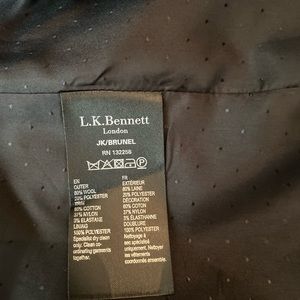 L.K.Bennett
London
JK/BRUNEL
RN 132258
EN
OUTER
80% WOOL
20% POLYESTER
60% COTTON
37% NYLON
3% ELASTANE
LINING
100% POLYESTER
Specialist dry clean
only. Clean co-
ordinating garments
together.
FR
EXTÉRIEUR
80% LAINE
20% POLYESTER
DÉCORATION
60% COTON
37% NYLON
3% ÉLASTHANNE
DOUBLURE
100% POLYESTER
Nettoyage à sec
spécialisé
uniquement. Nettoyer
les vêtements
coordonnés ensemble.